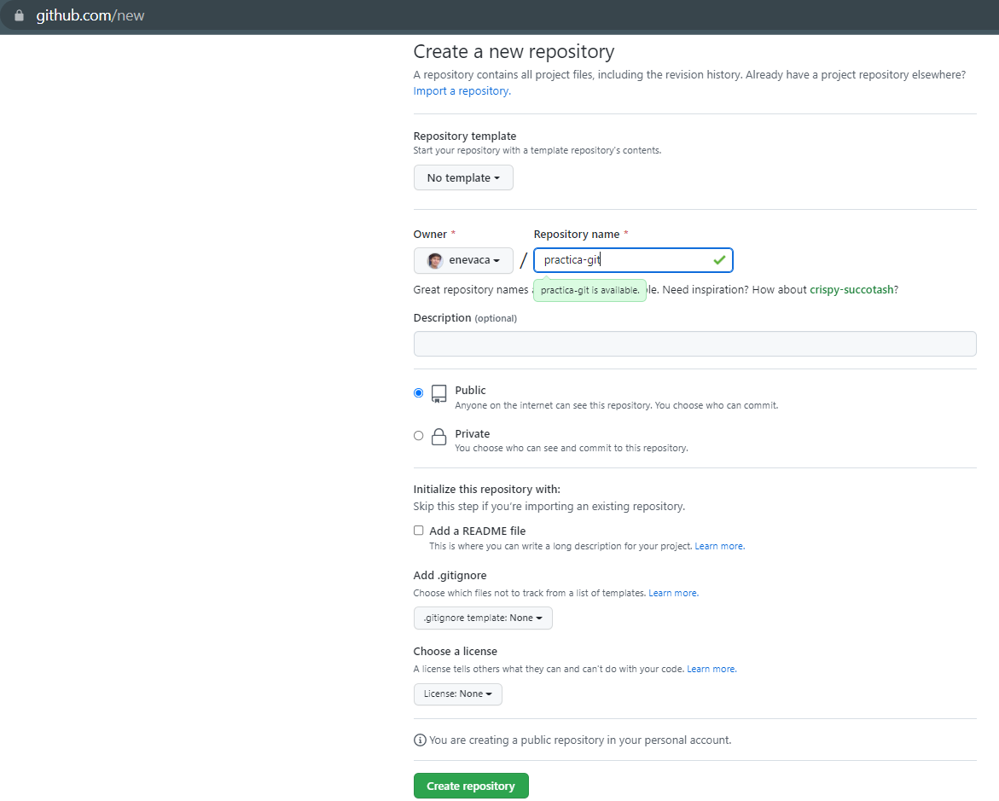 github.com/new
Create a new repository
A repository contains all project files, including the revision history. Already have a project repository elsewhere?
Import a repository.
Repository template
Start your repository with a template repository's contents.
No template
Owner *
Repository name *
enevaca
/
practica-git
Great repository names
practica-git is available.
le. Need inspiration? How about crispy-succotash?
Description (optional)
Public
Anyone on the internet can see this repository. You choose who can commit.
Private
You choose who can see and commit to this repository.
Initialize this repository with:
Skip this step if you're importing an existing repository.
Add a README file
This is where you can write a long description for your project. Learn more.
Add .gitignore
Choose which files not to track from a list of templates. Learn more.
.gitignore template: None
Choose a license
A license tells others what they can and can't do with your code. Learn more.
License: None
You are creating a public repository in your personal account.
Create repository